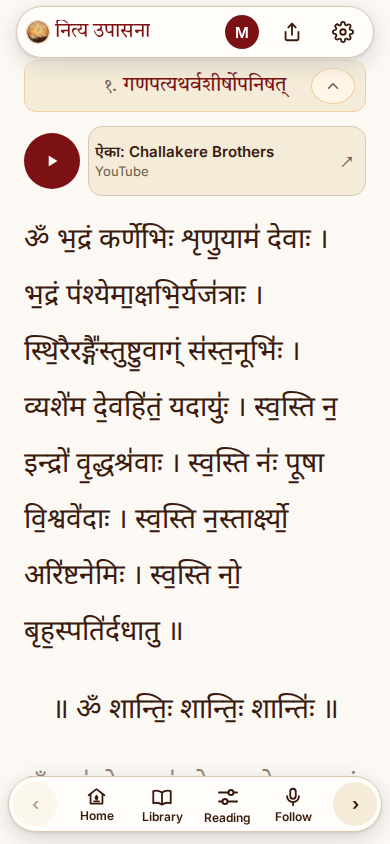 नित्य उपासना
M
१. गणपत्यथर्वशीर्षोपनिषत्
ऐका: Challakere Brothers
YouTube
ॐ भ॒द्रं कर्णे॑भिः शृणु॒याम॑ देवाः ।
भ॒द्रं प॑श्येमा॒क्षभि॒र्यज॑त्राः ।
स्थि॒रैरङ्गै᳚स्तुष्टु॒वाग्ं स॑स्त॒नूभिः॑ ।
व्यशे॑म दे॒वहि॑तं॒ यदायुः॑ । स्व॒स्ति न॒
इन्द्रो॑ वृ॒द्धश्र॑वाः । स्व॒स्ति नः॑ पू॒षा
वि॒श्ववे॑दाः । स्व॒स्ति न॒स्तार्क्ष्यो॒
अरि॑ष्टनेमिः । स्व॒स्ति नो॒
बृह॒स्पति॑र्दधातु ॥
॥ ॐ शान्तिः॒ शान्तिः॒ शान्तिः॑ ॥
Home Library Reading Follow